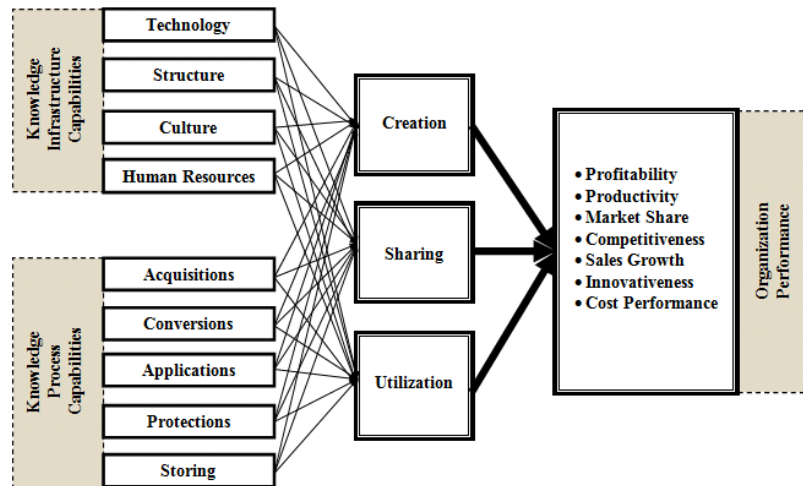 Knowledge
Infrastructure
Capabilities
Technology
Structure
Culture
Human Resources
Knowledge
Process
Capabilities
Acquisitions
Conversions
Applications
Protections
Storing
Creation
Sharing
Utilization
• Profitability
• Productivity
• Market Share
• Competitiveness
• Sales Growth
• Innovativeness
• Cost Performance
Organization
Performance